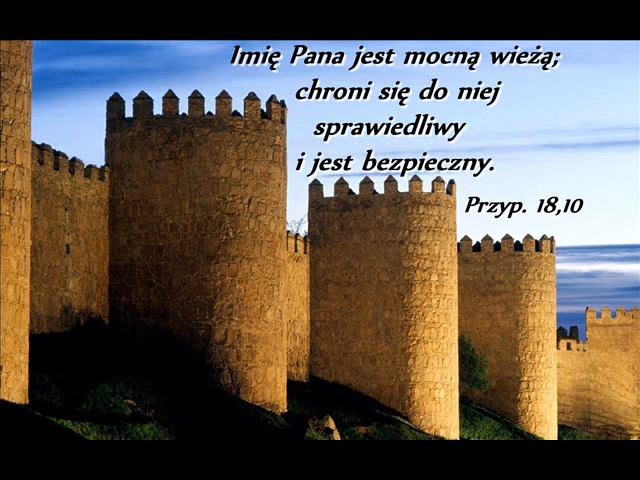 Imię Pana jest mocną wieżą;
chroni się do niej
sprawiedliwy
i jest bezpieczny.
Przyp. 18,10